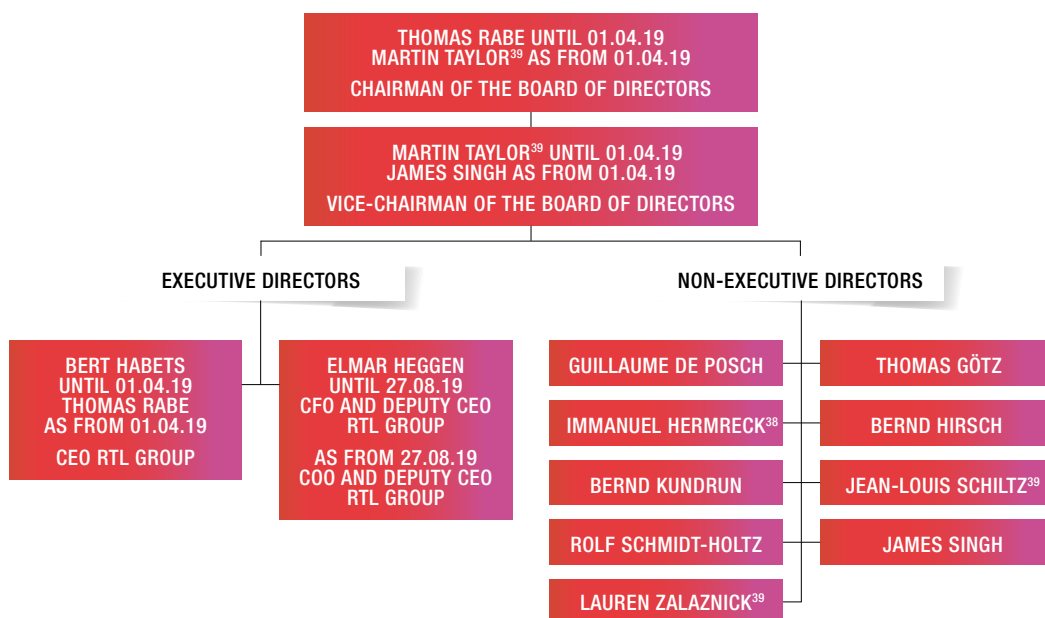 THOMAS RABE UNTIL 01.04.19
MARTIN TAYLOR³⁹ AS FROM 01.04.19
CHAIRMAN OF THE BOARD OF DIRECTORS
MARTIN TAYLOR³⁹ UNTIL 01.04.19
JAMES SINGH AS FROM 01.04.19
VICE-CHAIRMAN OF THE BOARD OF DIRECTORS
EXECUTIVE DIRECTORS
BERT HABETS
UNTIL 01.04.19
THOMAS RABE
AS FROM 01.04.19
CEO RTL GROUP
ELMAR HEGGEN
UNTIL 27.08.19
CFO AND DEPUTY CEO
RTL GROUP
AS FROM 27.08.19
COO AND DEPUTY CEO
RTL GROUP
NON-EXECUTIVE DIRECTORS
GUILLAUME DE POSCH
THOMAS GÖTZ
IMMANUEL HERMRECK³⁸
BERND HIRSCH
BERND KUNDRUN
JEAN-LOUIS SCHILTZ³⁹
ROLF SCHMIDT-HOLTZ
JAMES SINGH
LAUREN ZALAZNICK³⁹